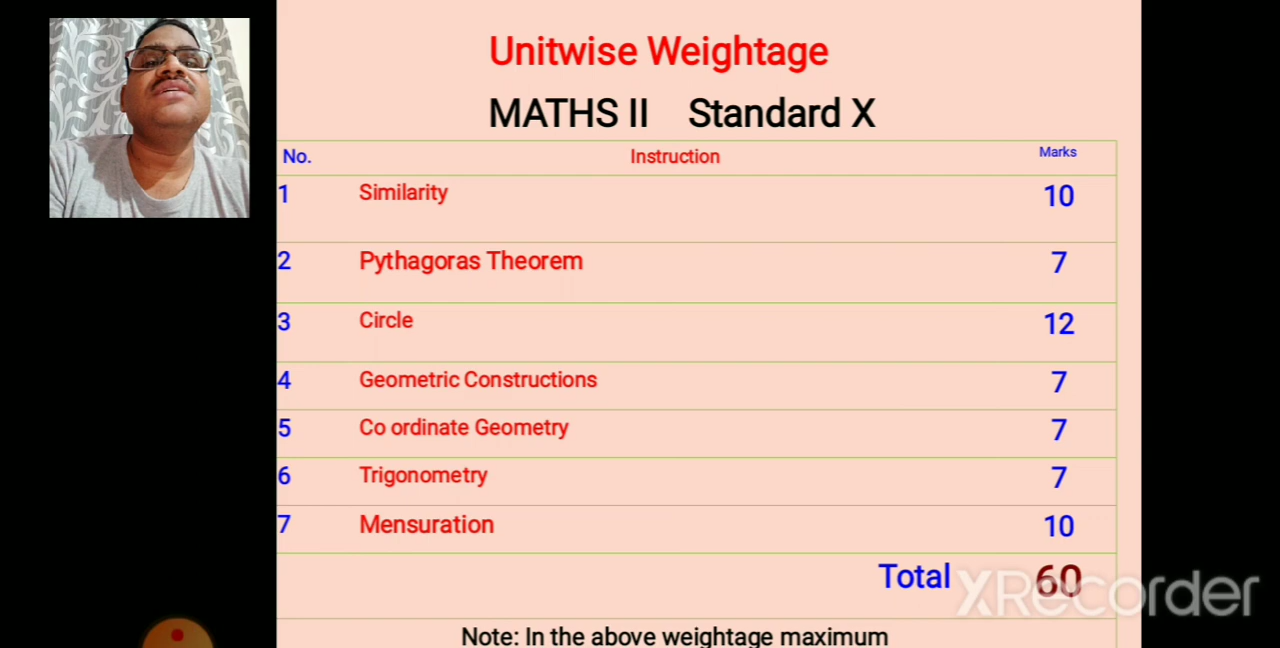 Unitwise Weightage
MATHS II Standard X
No. Instruction Marks
1 Similarity 10
2 Pythagoras Theorem 7
3 Circle 12
4 Geometric Constructions 7
5 Co ordinate Geometry 7
6 Trigonometry 7
7 Mensuration 10
Total 60
XRecorder
Note: In the above weightage maximum